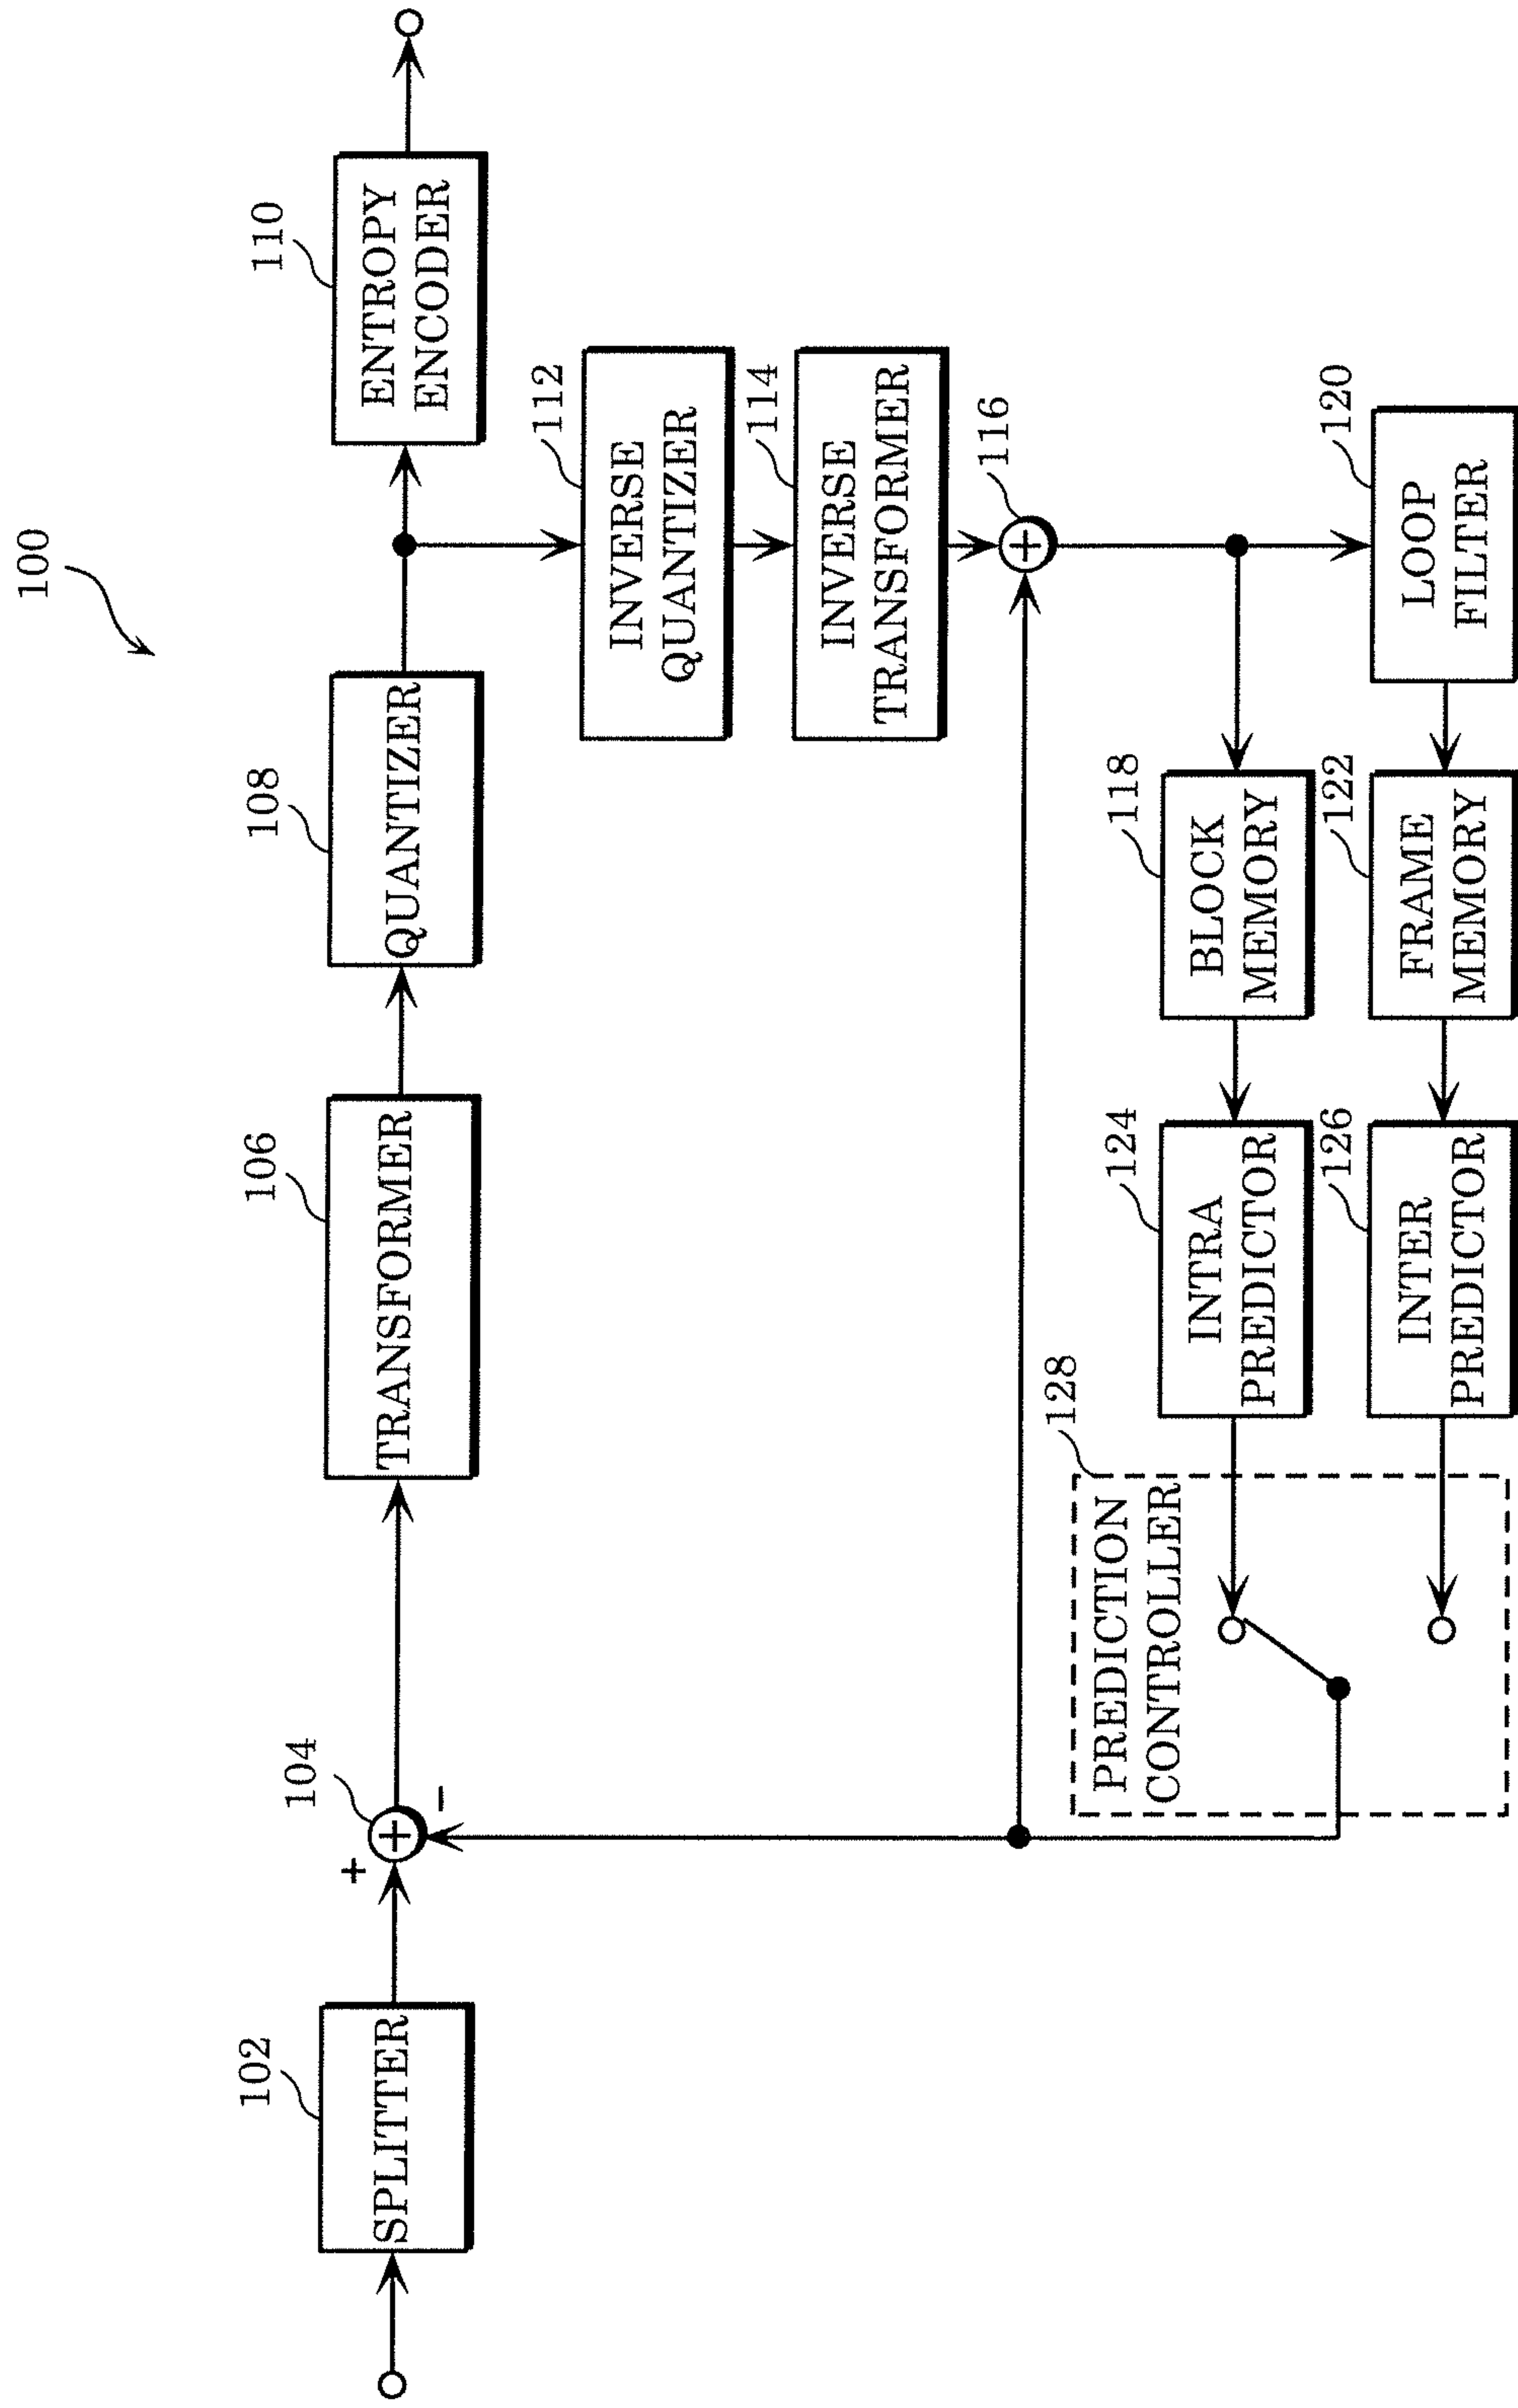 100
102
SPLITTER
104
+
+
−
106
TRANSFORMER
108
QUANTIZER
110
ENTROPY
ENCODER
112
INVERSE
QUANTIZER
114
INVERSE
TRANSFORMER
116
+
128
PREDICTION
CONTROLLER
124
INTRA
PREDICTOR
118
BLOCK
MEMORY
126
INTER
PREDICTOR
122
FRAME
MEMORY
120
LOOP
FILTER